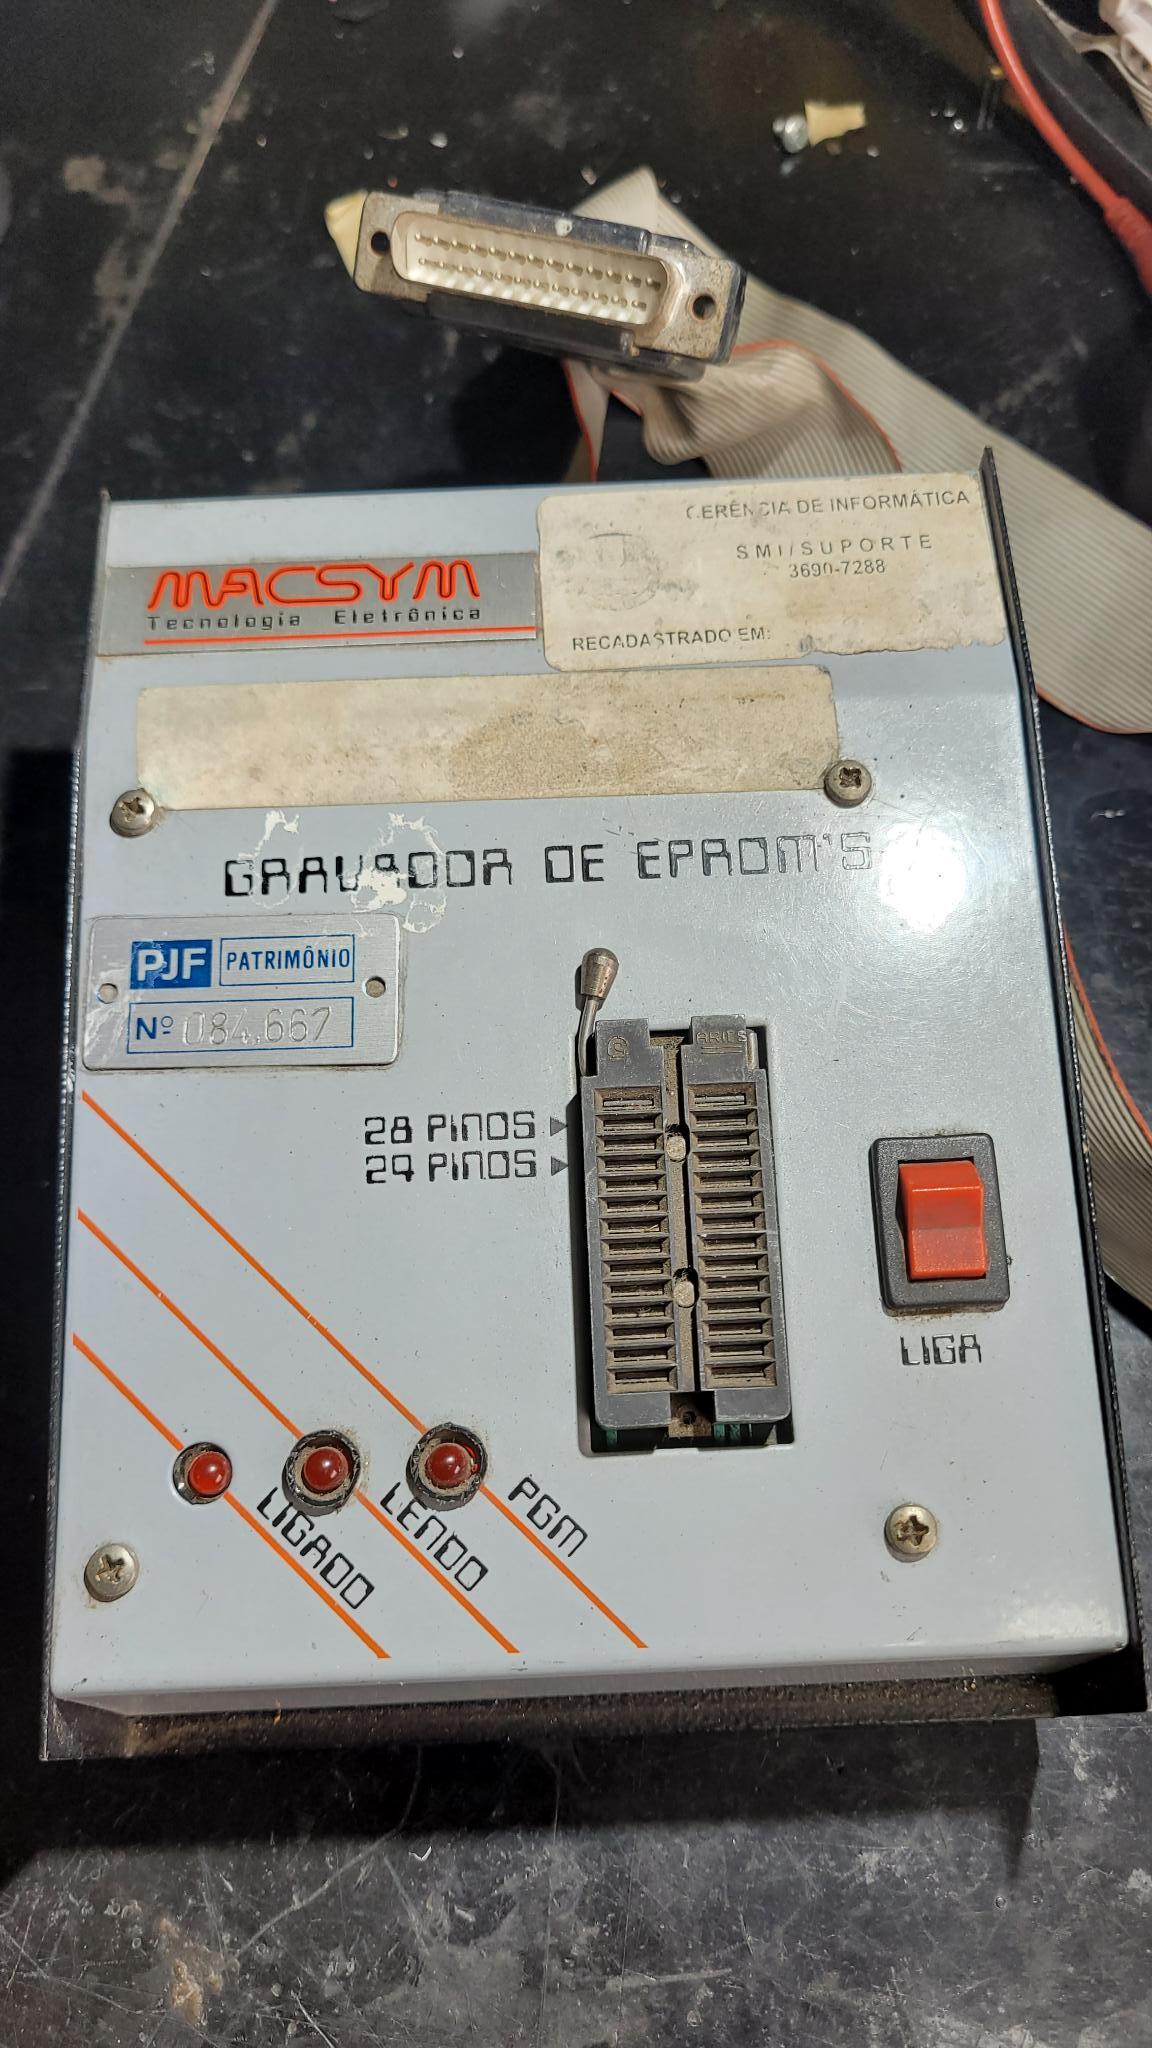 MACSYM
Tecnologia Eletrônica
GERÊNCIA DE INFORMÁTICA
SMI/SUPORTE
3690-7288
RECADASTRADO EM:
GRAVADOR DE EPROM'S
PJF PATRIMÔNIO
Nº 084.667
ARIES
28 PINOS
24 PINOS
LIGA
LIGADO
LENDO
PGM